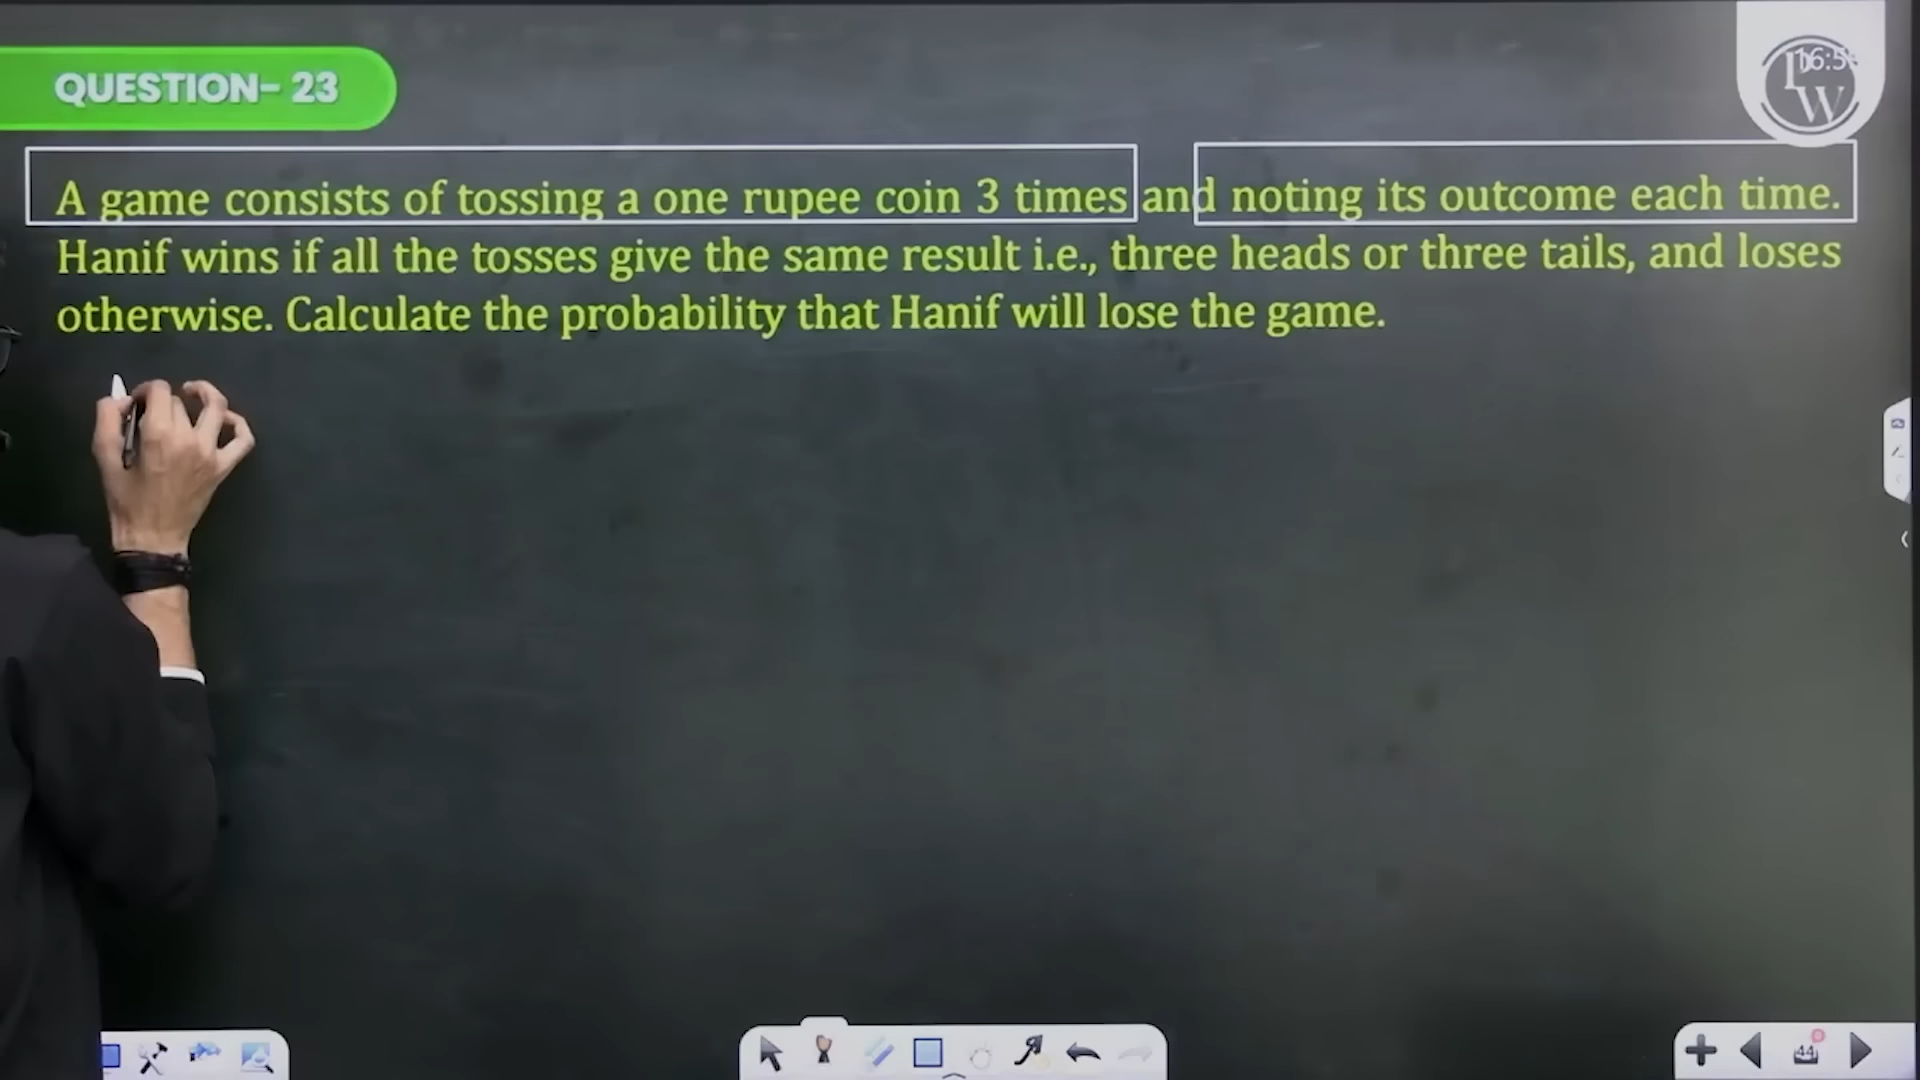 QUESTION- 23
A game consists of tossing a one rupee coin 3 times and noting its outcome each time.
Hanif wins if all the tosses give the same result i.e., three heads or three tails, and loses
otherwise. Calculate the probability that Hanif will lose the game.
PW
44